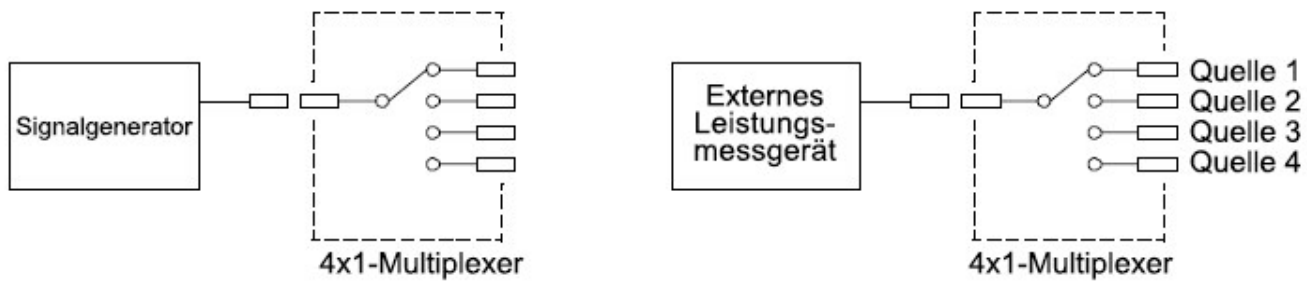 Signalgenerator
4x1-Multiplexer
Externes
Leistungs-
messgerät
Quelle 1
Quelle 2
Quelle 3
Quelle 4
4x1-Multiplexer